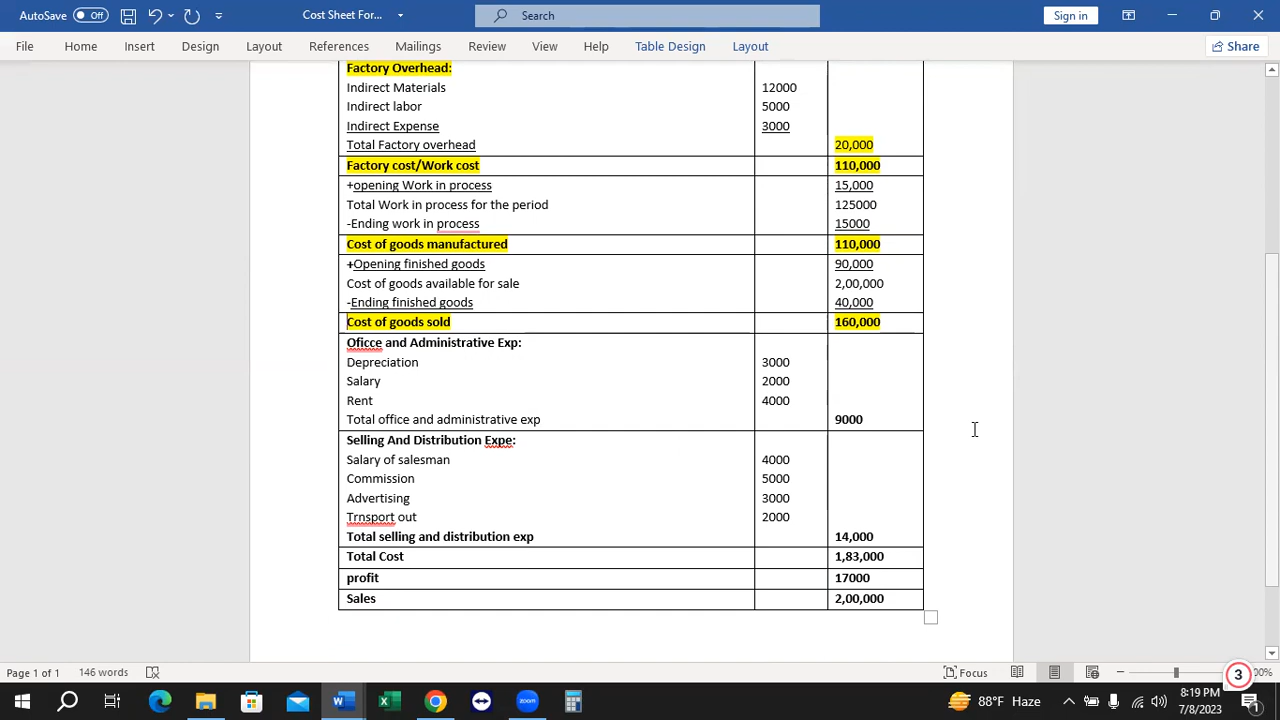 AutoSave Off Cost Sheet For... Search Sign in
File Home Insert Design Layout References Mailings Review View Help Table Design Layout Share
Factory Overhead:
Indirect Materials 12000
Indirect labor 5000
Indirect Expense 3000
Total Factory overhead 20,000
Factory cost/Work cost 110,000
+opening Work in process 15,000
Total Work in process for the period 125000
-Ending work in process 15000
Cost of goods manufactured 110,000
+Opening finished goods 90,000
Cost of goods available for sale 2,00,000
-Ending finished goods 40,000
Cost of goods sold 160,000
Oficce and Administrative Exp:
Depreciation 3000
Salary 2000
Rent 4000
Total office and administrative exp 9000
Selling And Distribution Expe:
Salary of salesman 4000
Commission 5000
Advertising 3000
Trnsport out 2000
Total selling and distribution exp 14,000
Total Cost 1,83,000
profit 17000
Sales 2,00,000
Page 1 of 1 146 words Focus 3
88°F Haze 8:19 PM
7/8/2023 1